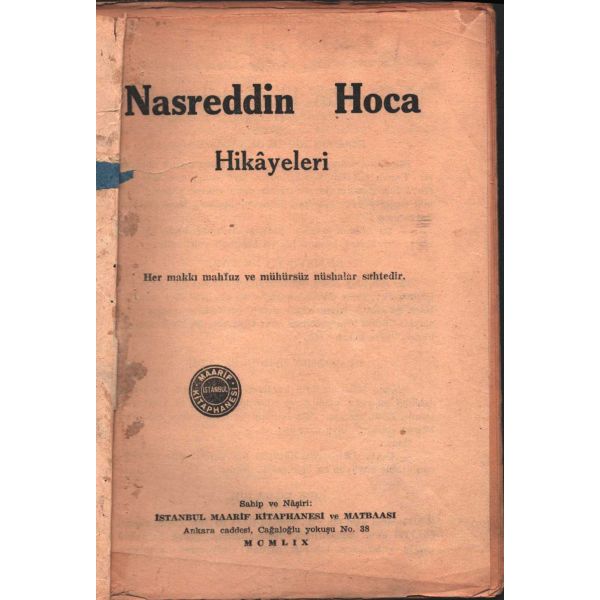 Nasreddin Hoca
Hikâyeleri
Her makkı mahfuz ve mühürsüz nüshalar sahtedir.
MAARİF
İSTANBUL
KİTAPHANESİ
Sahip ve Nâşiri:
İSTANBUL MAARİF KİTAPHANESİ ve MATBAASI
Ankara caddesi, Cağaloğlu yokuşu No. 38
MCMLIX